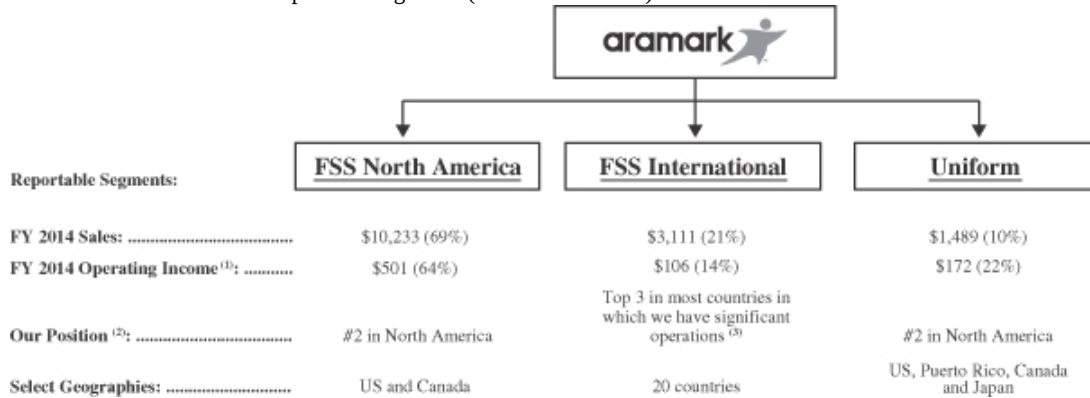 aramark
FSS North America FSS International Uniform
Reportable Segments:
FY 2014 Sales: ........................................ $10,233 (69%) $3,111 (21%) $1,489 (10%)
FY 2014 Operating Income (1): ............ $501 (64%) $106 (14%) $172 (22%)
Top 3 in most countries in
which we have significant
Our Position (2): ...................................... #2 in North America operations (3) #2 in North America
US, Puerto Rico, Canada
Select Geographies: .............................. US and Canada 20 countries and Japan